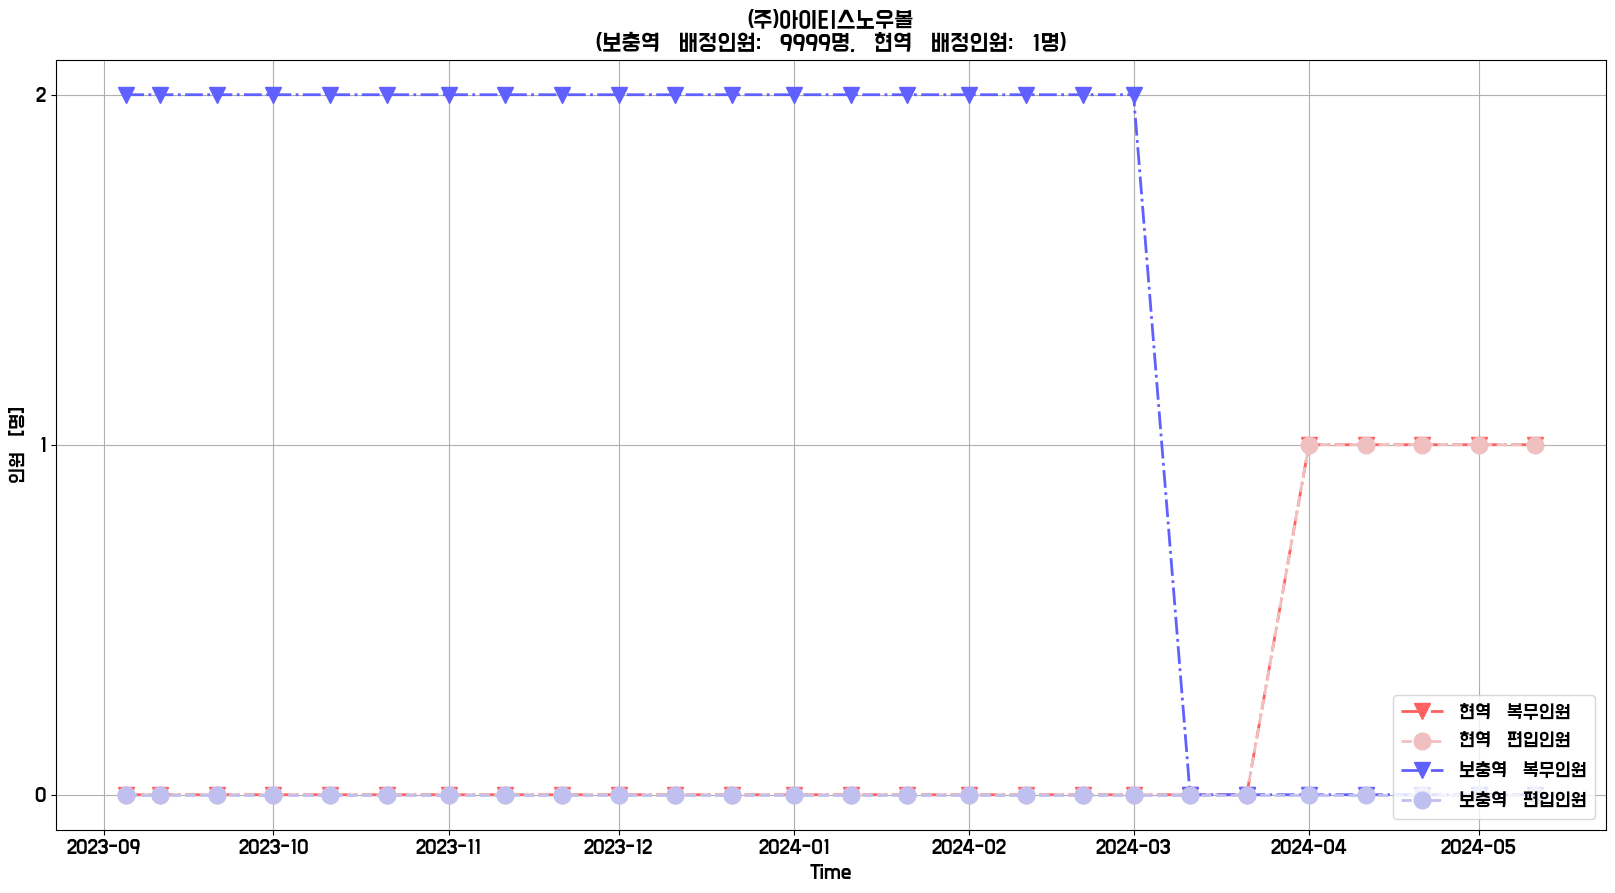 (주)아이티스노우볼
(보충역 배정인원: 9999명, 현역 배정인원: 1명)
인원 [명]
2
1
0
현역 복무인원
현역 편입인원
보충역 복무인원
보충역 편입인원
2023-09 2023-10 2023-11 2023-12 2024-01 2024-02 2024-03 2024-04 2024-05
Time